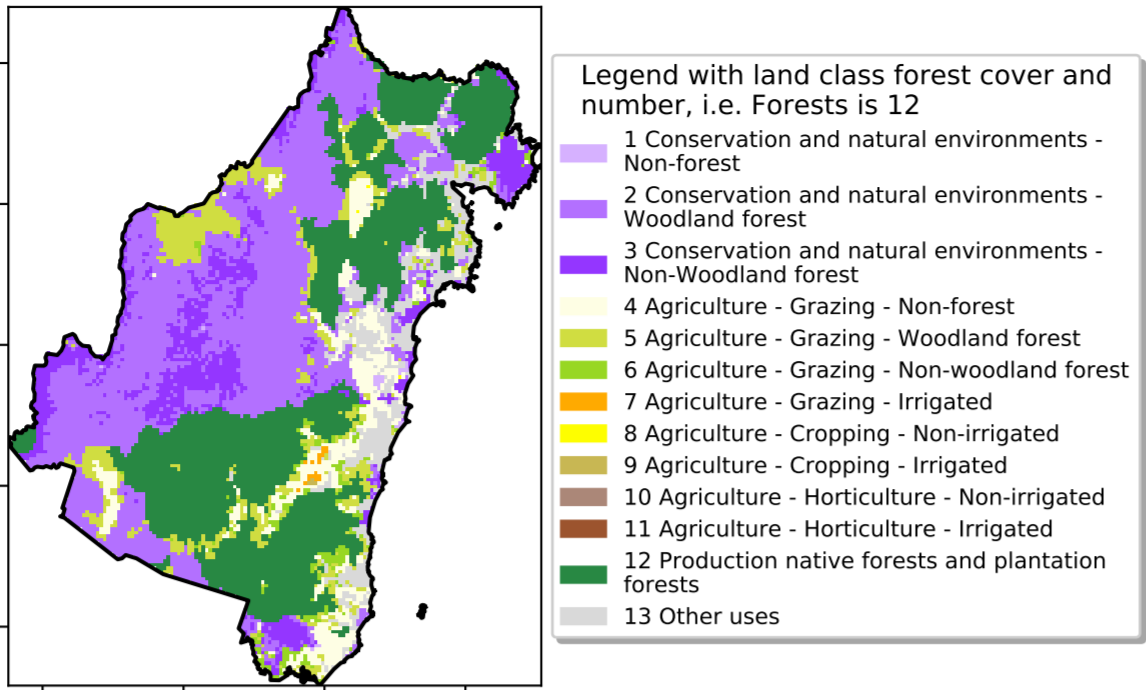 Legend with land class forest cover and
number, i.e. Forests is 12
1 Conservation and natural environments -
Non-forest
2 Conservation and natural environments -
Woodland forest
3 Conservation and natural environments -
Non-Woodland forest
4 Agriculture - Grazing - Non-forest
5 Agriculture - Grazing - Woodland forest
6 Agriculture - Grazing - Non-woodland forest
7 Agriculture - Grazing - Irrigated
8 Agriculture - Cropping - Non-irrigated
9 Agriculture - Cropping - Irrigated
10 Agriculture - Horticulture - Non-irrigated
11 Agriculture - Horticulture - Irrigated
12 Production native forests and plantation
forests
13 Other uses